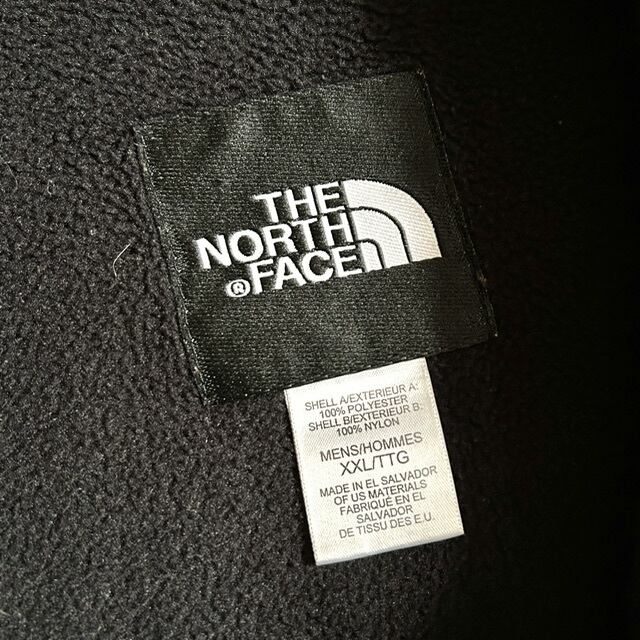 THE
NORTH
®FACE
SHELL A/EXTERIEUR A:
100% POLYESTER
SHELL B/EXTERIEUR B:
100% NYLON
MENS/HOMMES
XXL/TTG
MADE IN EL SALVADOR
OF US MATERIALS
FABRIQUÉ EN EL
SALVADOR
DE TISSU DES E.U.